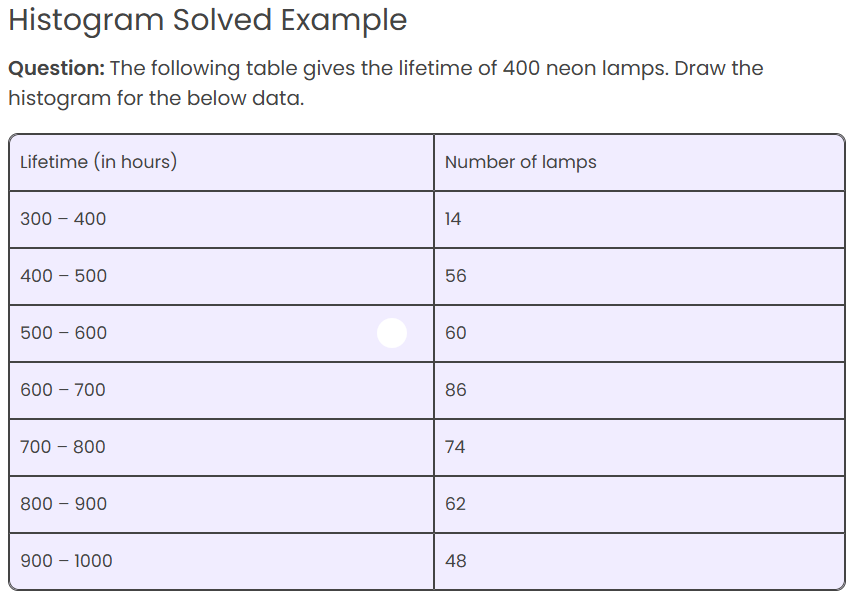 Histogram Solved Example
Question: The following table gives the lifetime of 400 neon lamps. Draw the
histogram for the below data.
Lifetime (in hours) Number of lamps
300 – 400 14
400 – 500 56
500 – 600 60
600 – 700 86
700 – 800 74
800 – 900 62
900 – 1000 48